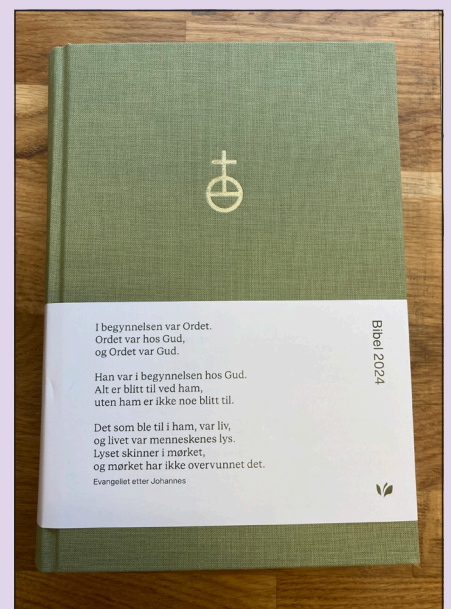 I begynnelsen var Ordet.
Ordet var hos Gud,
og Ordet var Gud.
Han var i begynnelsen hos Gud.
Alt er blitt til ved ham,
uten ham er ikke noe blitt til.
Det som ble til i ham, var liv,
og livet var menneskenes lys.
Lyset skinner i mørket,
og mørket har ikke overvunnet det.
Evangeliet etter Johannes
Bibel 2024